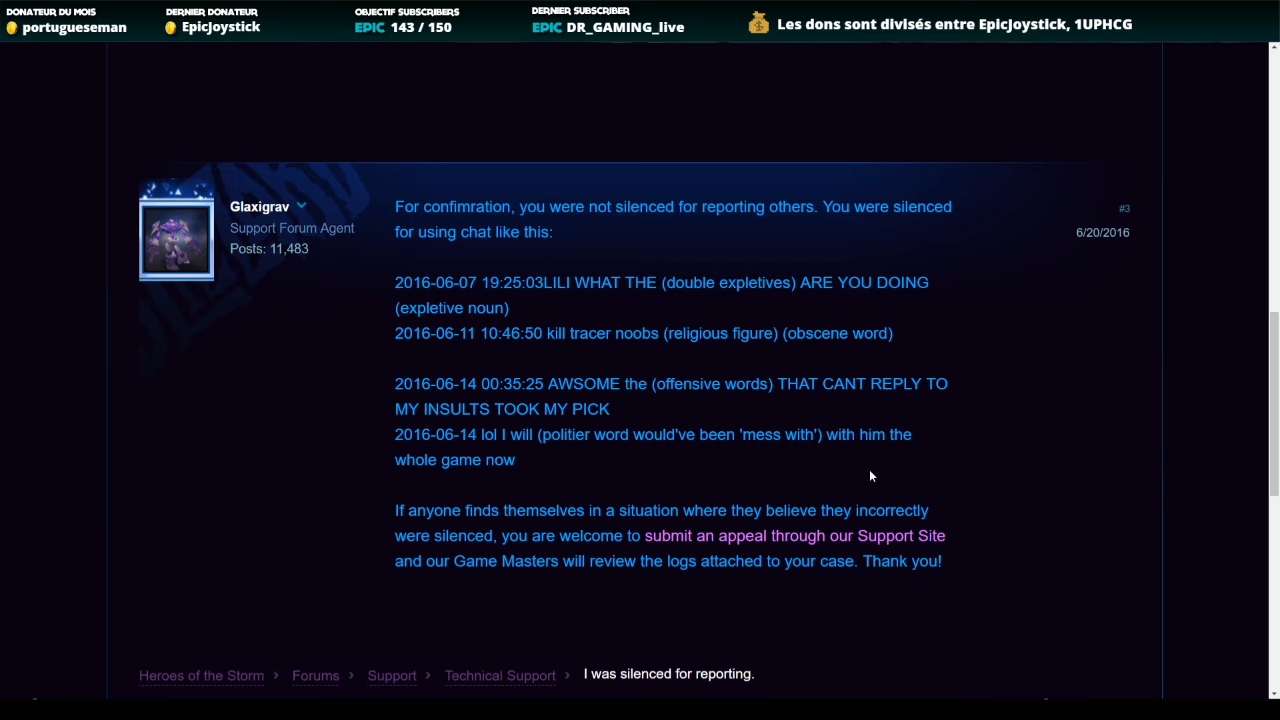 DONATEUR DU MOIS
portugueseman
DERNIER DONATEUR
EpicJoystick
OBJECTIF SUBSCRIBERS
EPIC 143 / 150
DERNIER SUBSCRIBER
EPIC DR_GAMING_live
Les dons sont divisés entre EpicJoystick, 1UPHCG
Glaxigrav
Support Forum Agent
Posts: 11,483
For confimration, you were not silenced for reporting others. You were silenced
for using chat like this:
#3
6/20/2016
2016-06-07 19:25:03LILI WHAT THE (double expletives) ARE YOU DOING
(expletive noun)
2016-06-11 10:46:50 kill tracer noobs (religious figure) (obscene word)
2016-06-14 00:35:25 AWSOME the (offensive words) THAT CANT REPLY TO
MY INSULTS TOOK MY PICK
2016-06-14 lol I will (politier word would've been 'mess with') with him the
whole game now
If anyone finds themselves in a situation where they believe they incorrectly
were silenced, you are welcome to submit an appeal through our Support Site
and our Game Masters will review the logs attached to your case. Thank you!
Heroes of the Storm > Forums > Support > Technical Support > I was silenced for reporting.